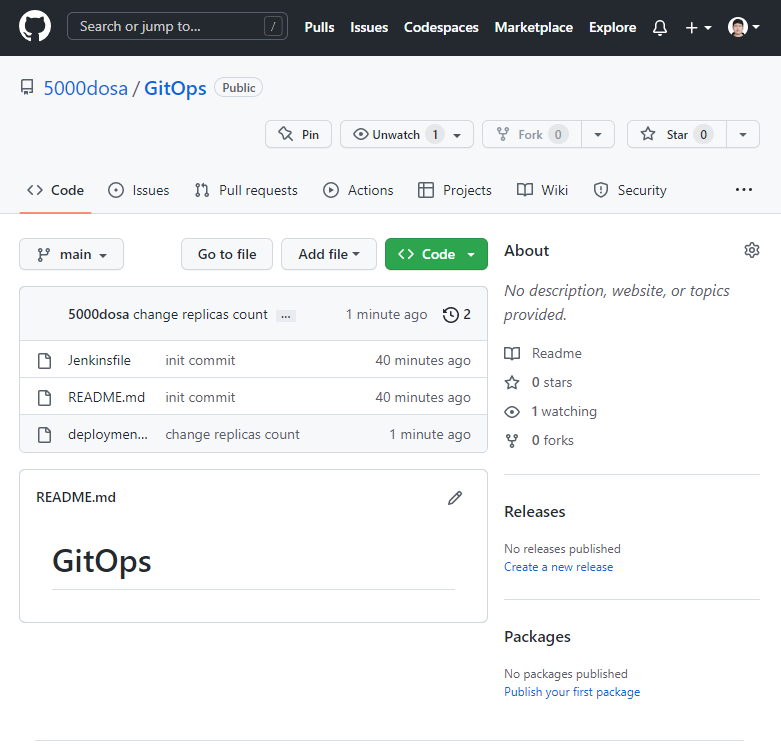 Search or jump to... / Pulls Issues Codespaces Marketplace Explore
5000dosa / GitOps Public
Pin Unwatch 1 Fork 0 Star 0
Code Issues Pull requests Actions Projects Wiki Security ...
main Go to file Add file Code
5000dosa change replicas count ... 1 minute ago 2
Jenkinsfile init commit 40 minutes ago
README.md init commit 40 minutes ago
deploymen... change replicas count 1 minute ago
README.md
GitOps
About
No description, website, or topics
provided.
Readme
0 stars
1 watching
0 forks
Releases
No releases published
Create a new release
Packages
No packages published
Publish your first package